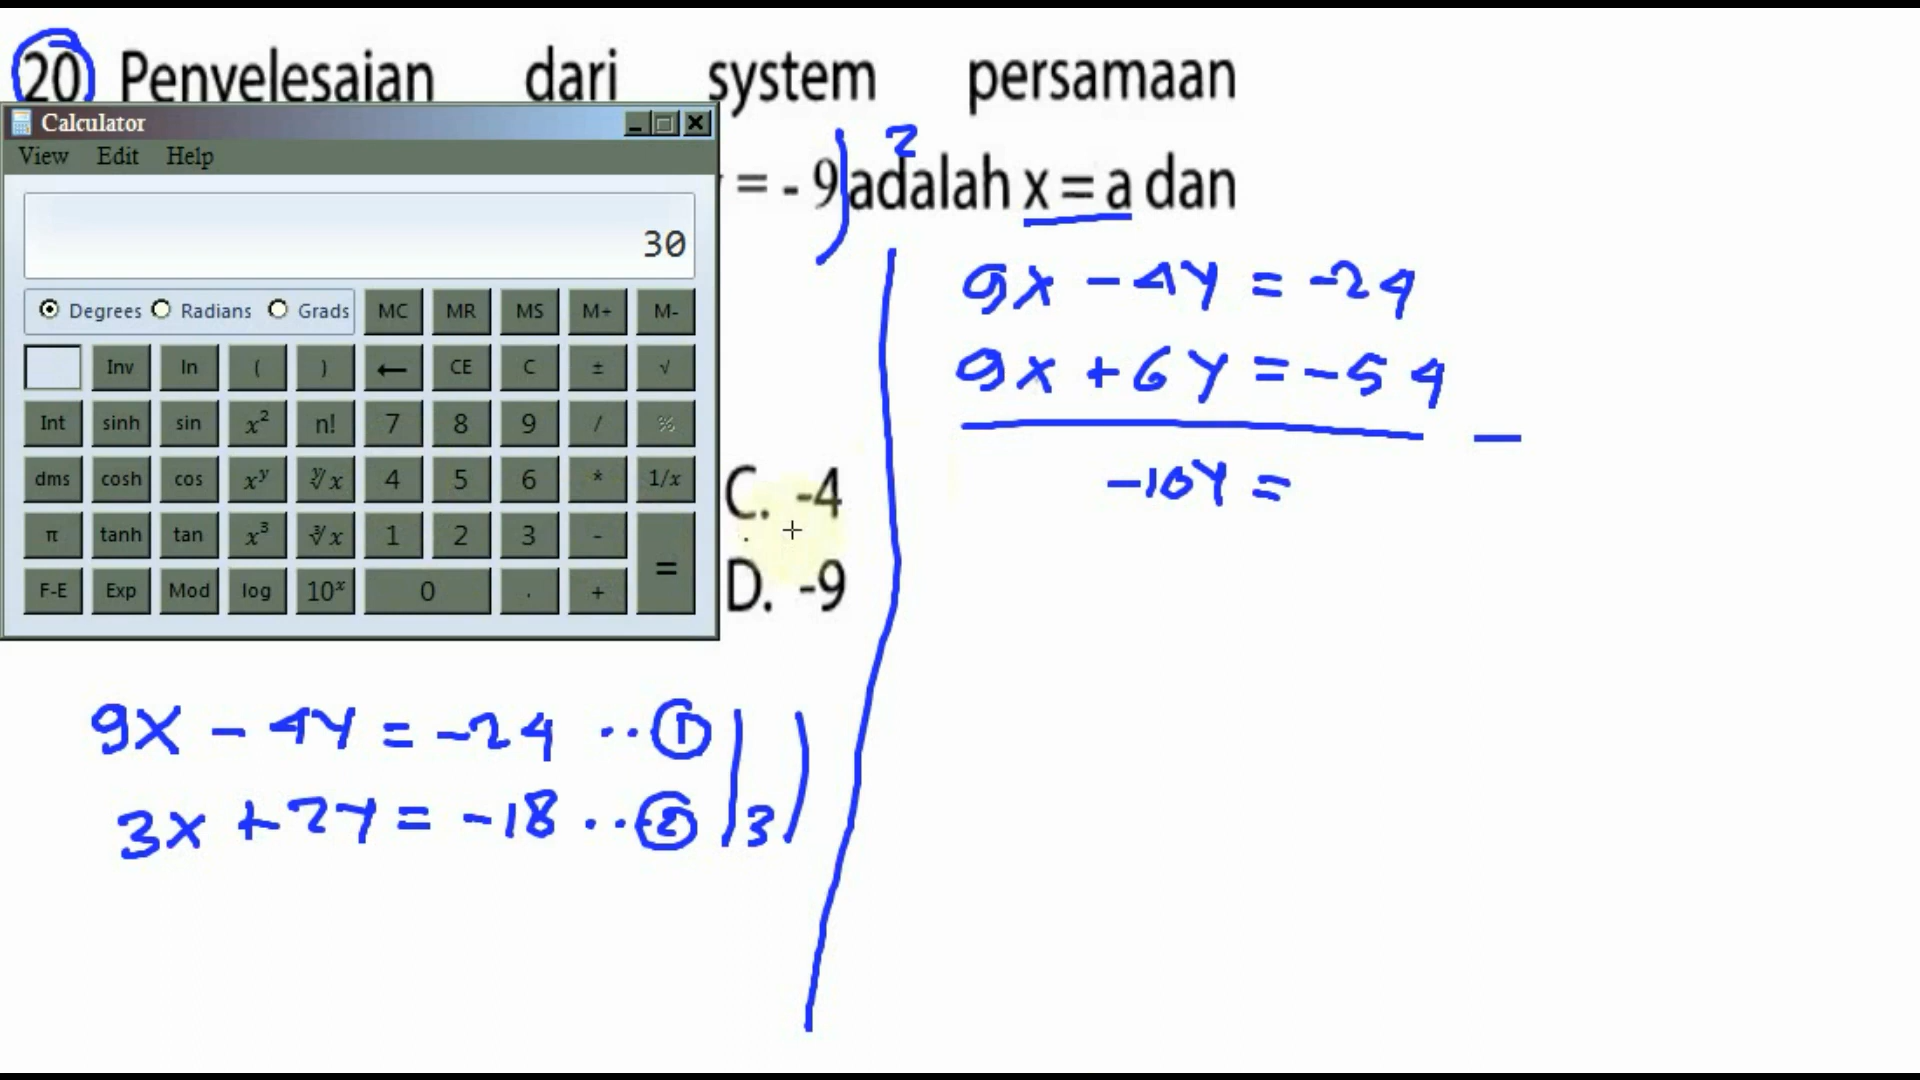 20 Penyelesaian dari system persamaan
= - 9) 2 adalah x = a dan
Calculator
View Edit Help
30
Degrees Radians Grads MC MR MS M+ M-
Inv ln ( ) ← CE C ± √
Int sinh sin x² n! 7 8 9 / %
dms cosh cos xʸ ʸ√x 4 5 6 * 1/x
π tanh tan x³ ³√x 1 2 3 - =
F-E Exp Mod log 10ˣ 0 . +
C. -4
D. -9
9x - 4y = -24
9x + 6y = -54 –
-10y =
9x - 4y = -24 ..①
3x + 2y = -18 ..② | 3 )